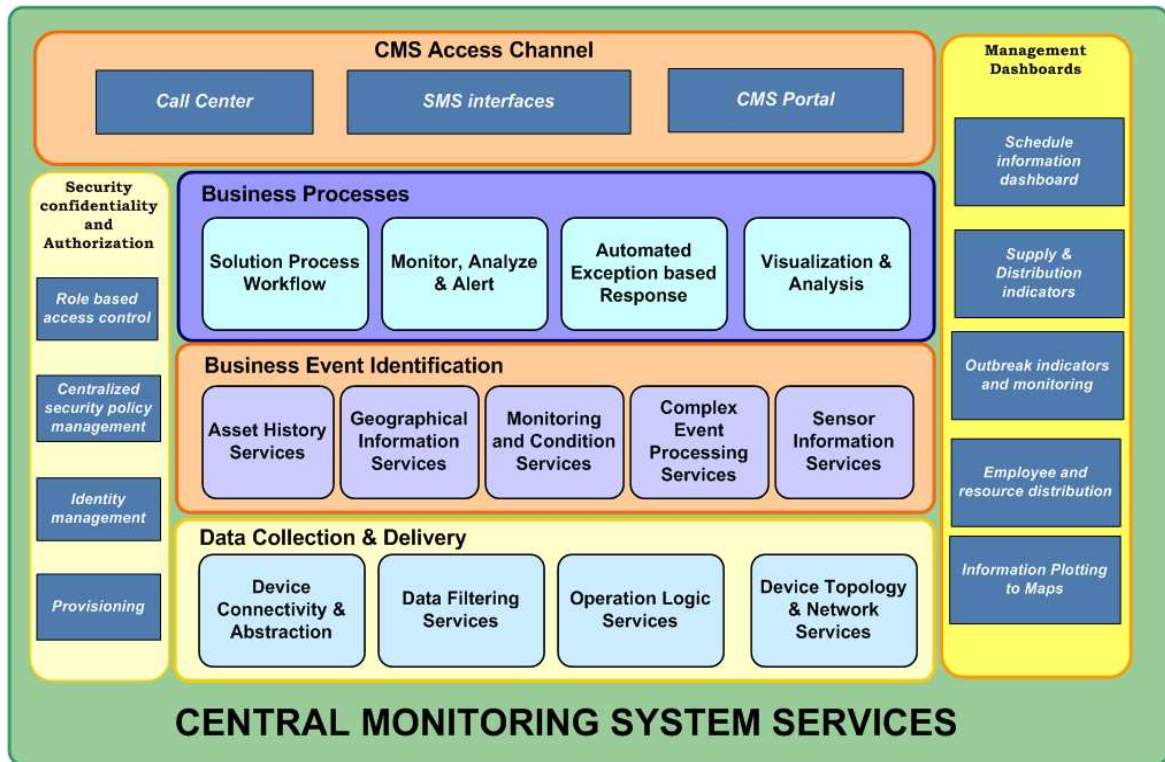 CMS Access Channel
Call Center
SMS interfaces
CMS Portal
Management
Dashboards
Schedule
information
dashboard
Supply &
Distribution
indicators
Outbreak indicators
and monitoring
Employee and
resource distribution
Information Plotting
to Maps
Security
confidentiality
and
Authorization
Role based
access control
Centralized
security policy
management
Identity
management
Provisioning
Business Processes
Solution Process
Workflow
Monitor, Analyze
& Alert
Automated
Exception based
Response
Visualization &
Analysis
Business Event Identification
Asset History
Services
Geographical
Information
Services
Monitoring
and Condition
Services
Complex
Event
Processing
Services
Sensor
Information
Services
Data Collection & Delivery
Device
Connectivity &
Abstraction
Data Filtering
Services
Operation Logic
Services
Device Topology
& Network
Services
CENTRAL MONITORING SYSTEM SERVICES